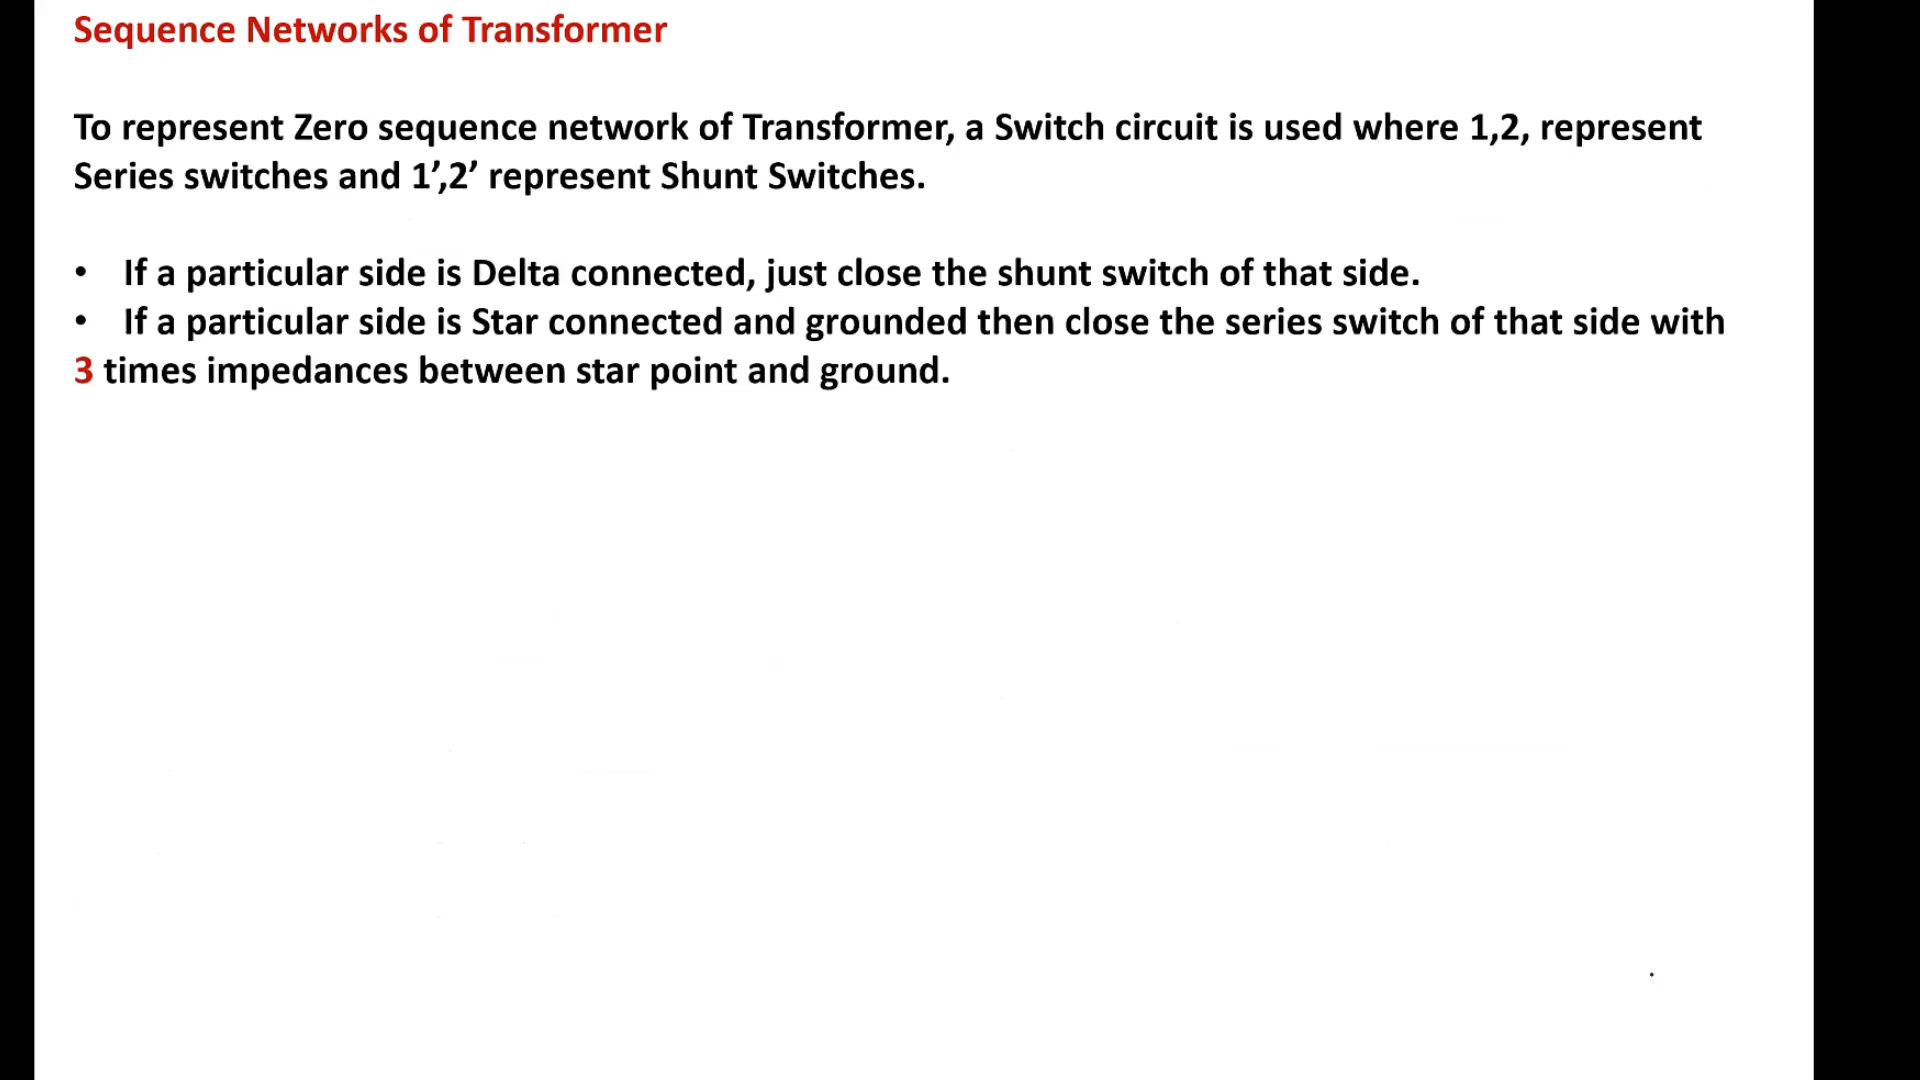 Sequence Networks of Transformer
To represent Zero sequence network of Transformer, a Switch circuit is used where 1,2, represent
Series switches and 1’,2’ represent Shunt Switches.
• If a particular side is Delta connected, just close the shunt switch of that side.
• If a particular side is Star connected and grounded then close the series switch of that side with
3 times impedances between star point and ground.